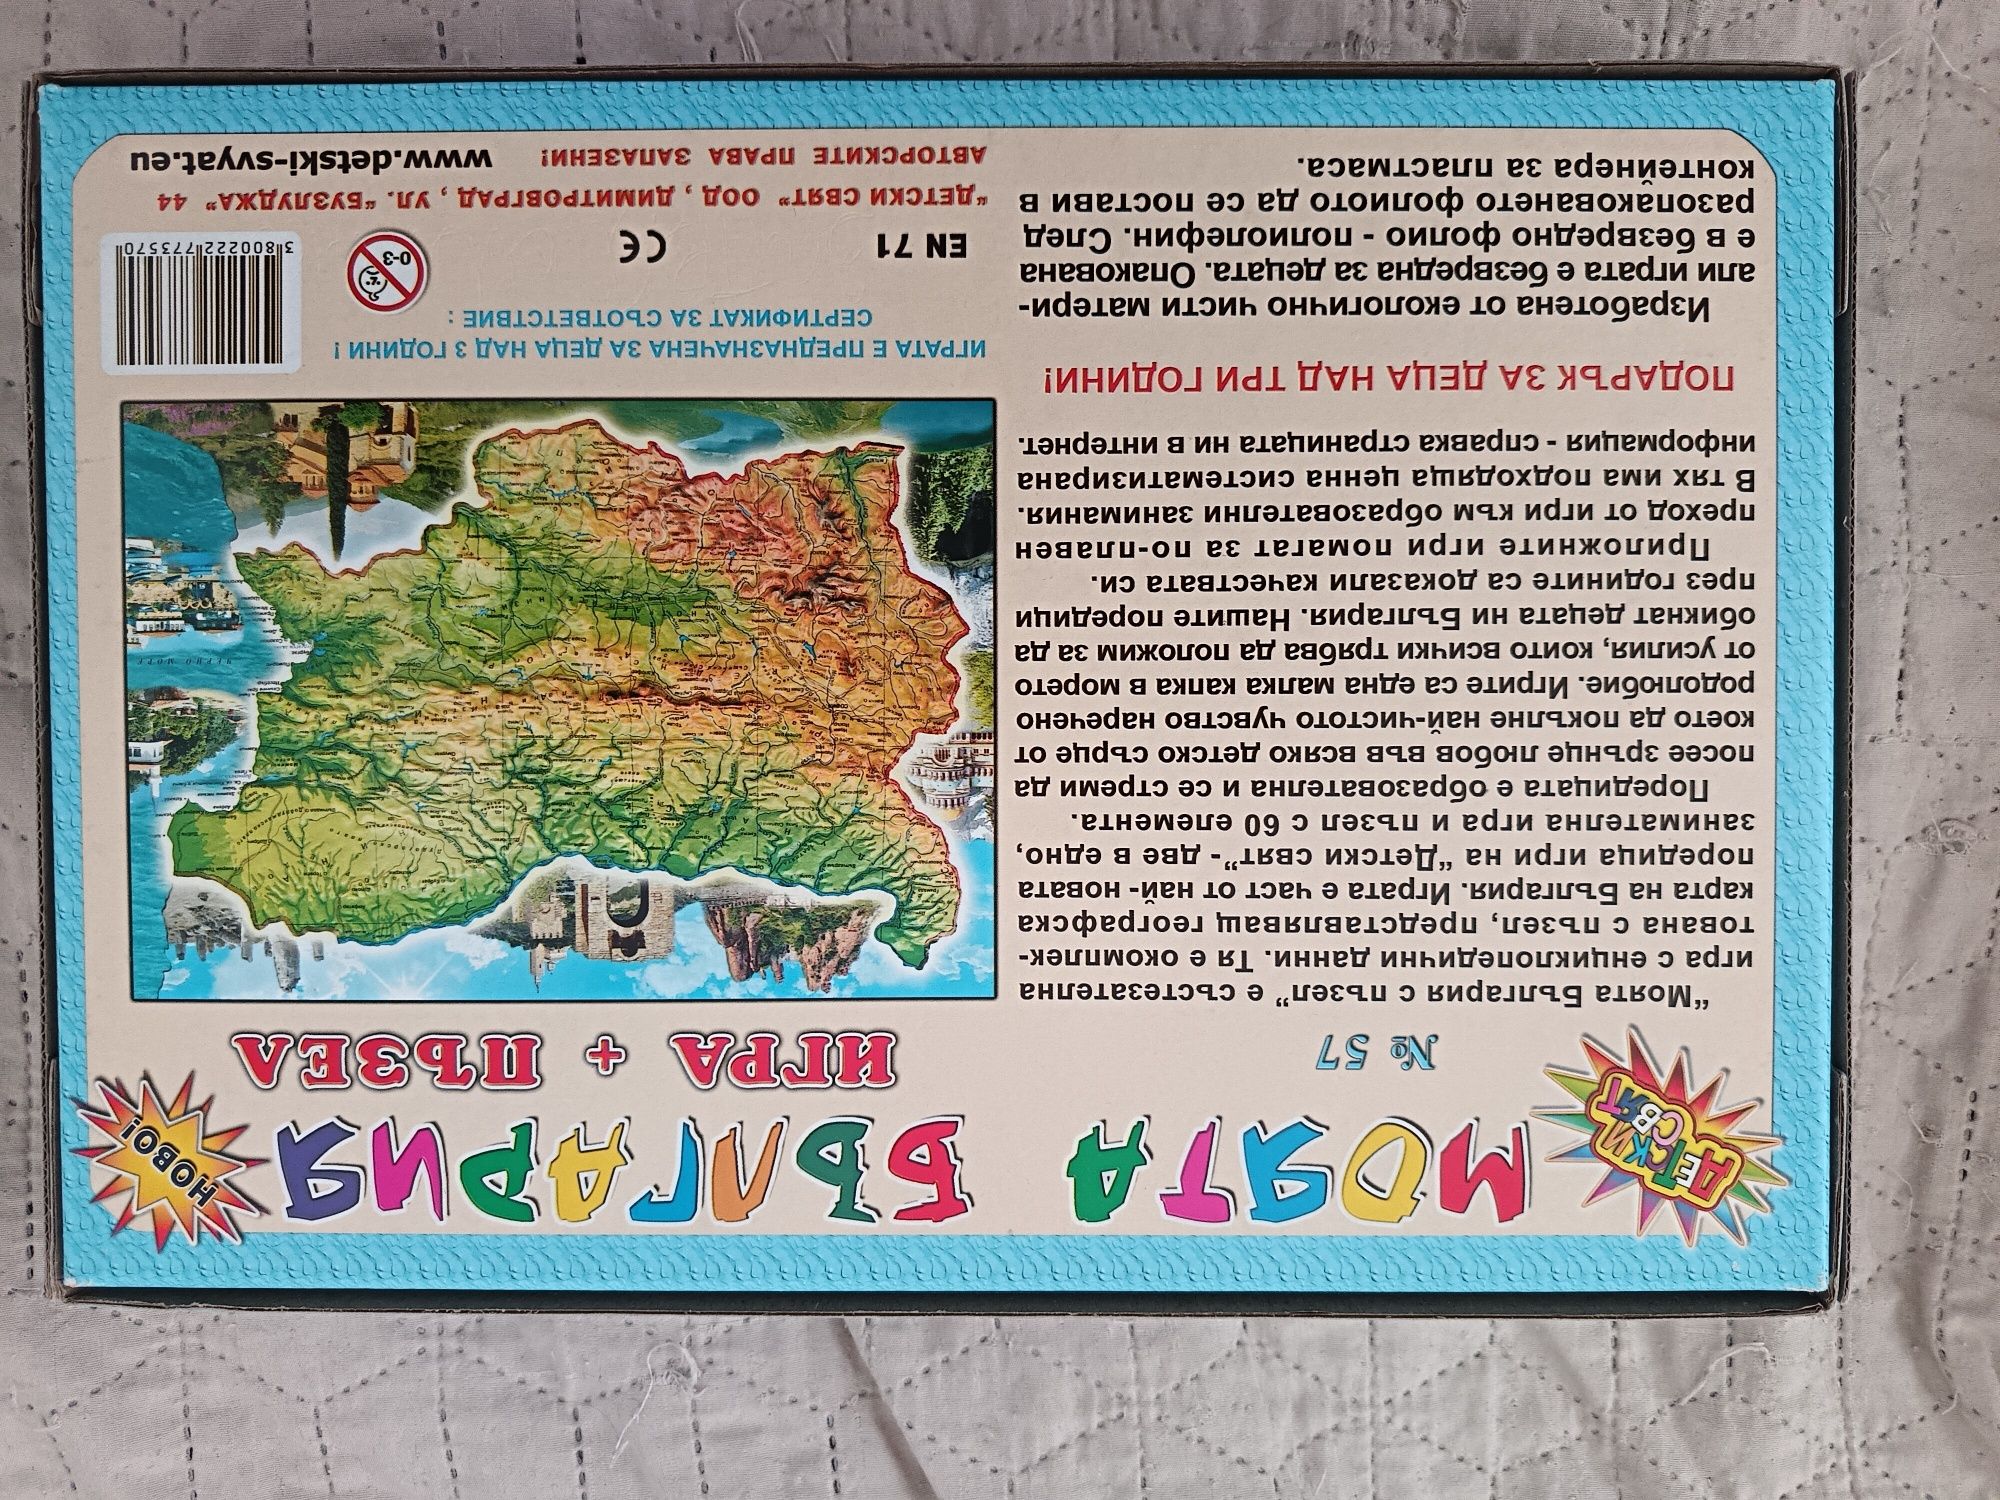 ДЕТСКИ
СВЯТ
МОЯТА БЪЛГАРИЯ
НОВО!
№ 57
ИГРА + ПЪЗЕЛ
“Моята България с пъзел” е състезателна
игра с енциклопедични данни. Тя е окомплек-
тована с пъзел, представляващ географска
карта на България. Играта е част от най- новата
поредица игри на “Детски свят”- две в едно,
занимателна игра и пъзел с 60 елемента.
Поредицата е образователна и се стреми да
посее зрънце любов във всяко детско сърце от
което да покълне най-чистото чувство наречено
родолюбие. Игрите са една малка капка в морето
от усилия, които всички трябва да положим за да
обикнат децата ни България. Нашите поредици
през годините са доказали качествата си.
Приложните игри помагат за по-плавен
преход от игри към образователни занимания.
В тях има подходяща ценна систематизирана
информация - справка страницата ни в интернет.
ПОДАРЪК ЗА ДЕЦА НАД ТРИ ГОДИНИ!
Изработена от екологично чисти матери-
али играта е безвредна за децата. Опакована
е в безвредно фолио - полиолефин. След
разопаковането фолиото да се постави в
контейнера за пластмаса.
ЧЕРНО МОРЕ
ИГРАТА Е ПРЕДНАЗНАЧЕНА ЗА ДЕЦА НАД 3 ГОДИНИ !
СЕРТИФИКАТ ЗА СЪОТВЕТСТВИЕ :
EN 71
CE
0-3
3 800222 773570
“ДЕТСКИ СВЯТ” ООД , ДИМИТРОВГРАД , УЛ. “БУЗЛУДЖА” 44
АВТОРСКИТЕ ПРАВА ЗАПАЗЕНИ!
www.detski-svyat.eu